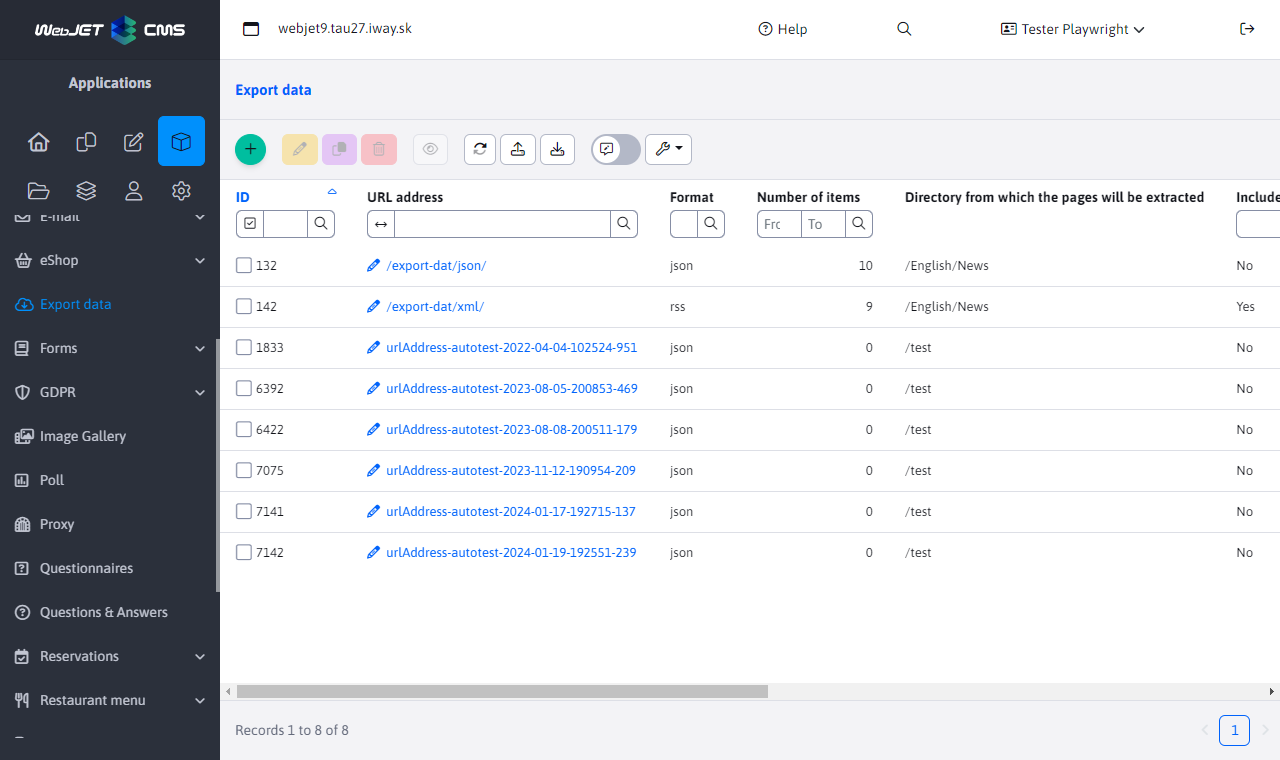 WebJET CMS
webjet9.tau27.iway.sk
Help
Tester Playwright
Applications
E-mail
eShop
Export data
Forms
GDPR
Image Gallery
Poll
Proxy
Questionnaires
Questions & Answers
Reservations
Restaurant menu
Export data
ID URL address Format Number of items Directory from which the pages will be extracted Include
To
132 /export-dat/json/ json 10 /English/News No
142 /export-dat/xml/ rss 9 /English/News Yes
1833 urlAddress-autotest-2022-04-04-102524-951 json 0 /test No
6392 urlAddress-autotest-2023-08-05-200853-469 json 0 /test No
6422 urlAddress-autotest-2023-08-08-200511-179 json 0 /test No
7075 urlAddress-autotest-2023-11-12-190954-209 json 0 /test No
7141 urlAddress-autotest-2024-01-17-192715-137 json 0 /test No
7142 urlAddress-autotest-2024-01-19-192551-239 json 0 /test No
Records 1 to 8 of 8
1